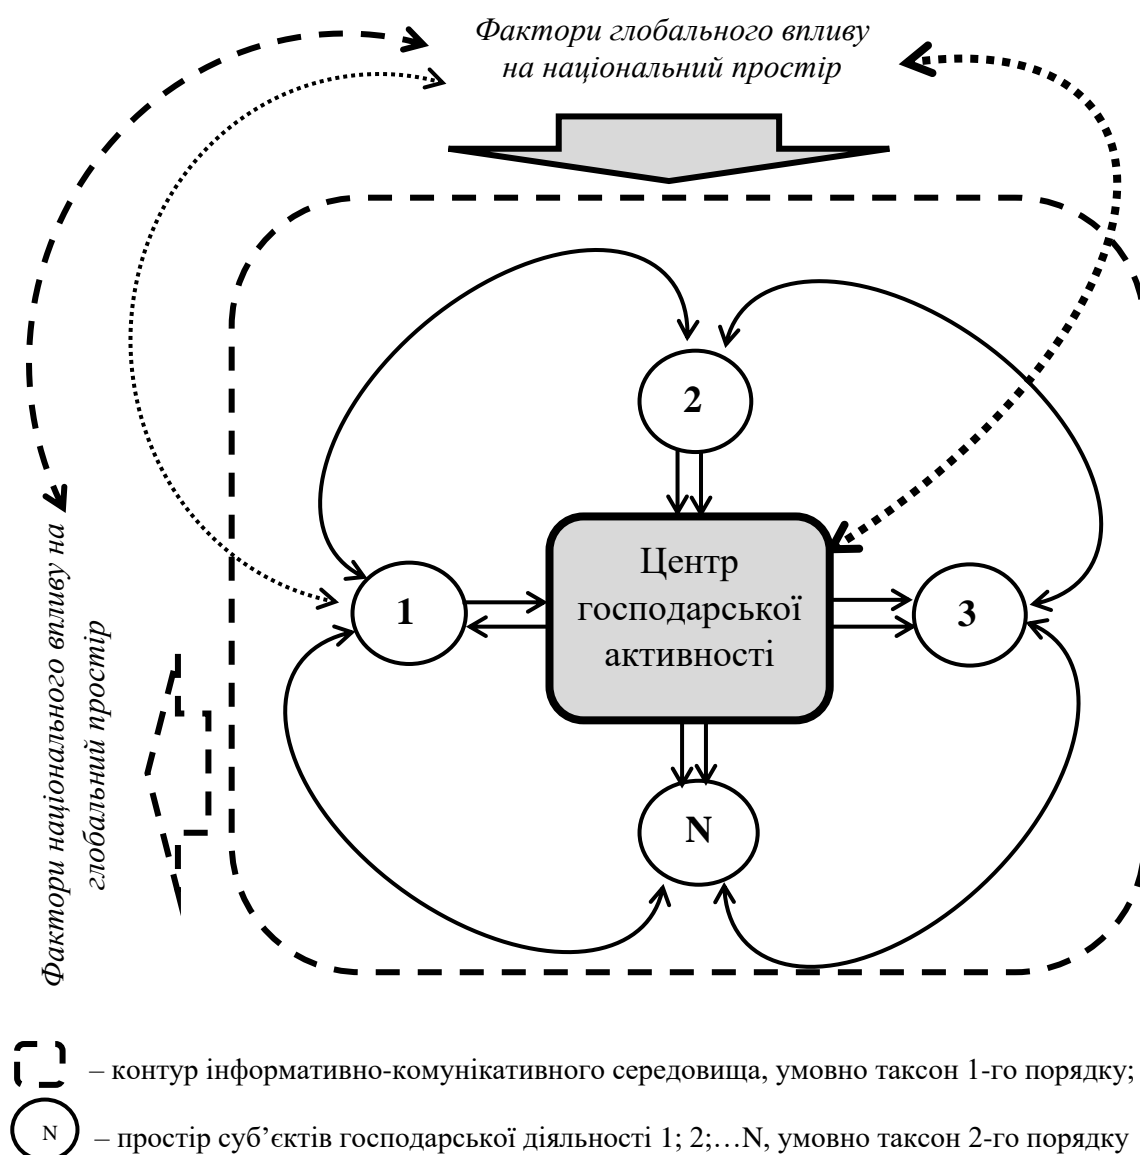 Фактори глобального впливу
на національний простір
2
Центр
господарської
активності
1
3
N
Фактори національного впливу на
глобальний простір
– контур інформативно-комунікативного середовища, умовно таксон 1-го порядку;
N
– простір суб’єктів господарської діяльності 1; 2;…N, умовно таксон 2-го порядку